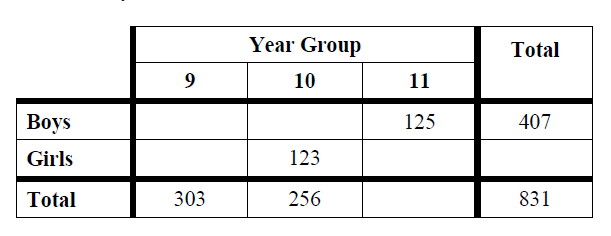 Year Group Total
9 10 11
Boys 125 407
Girls 123
Total 303 256 831